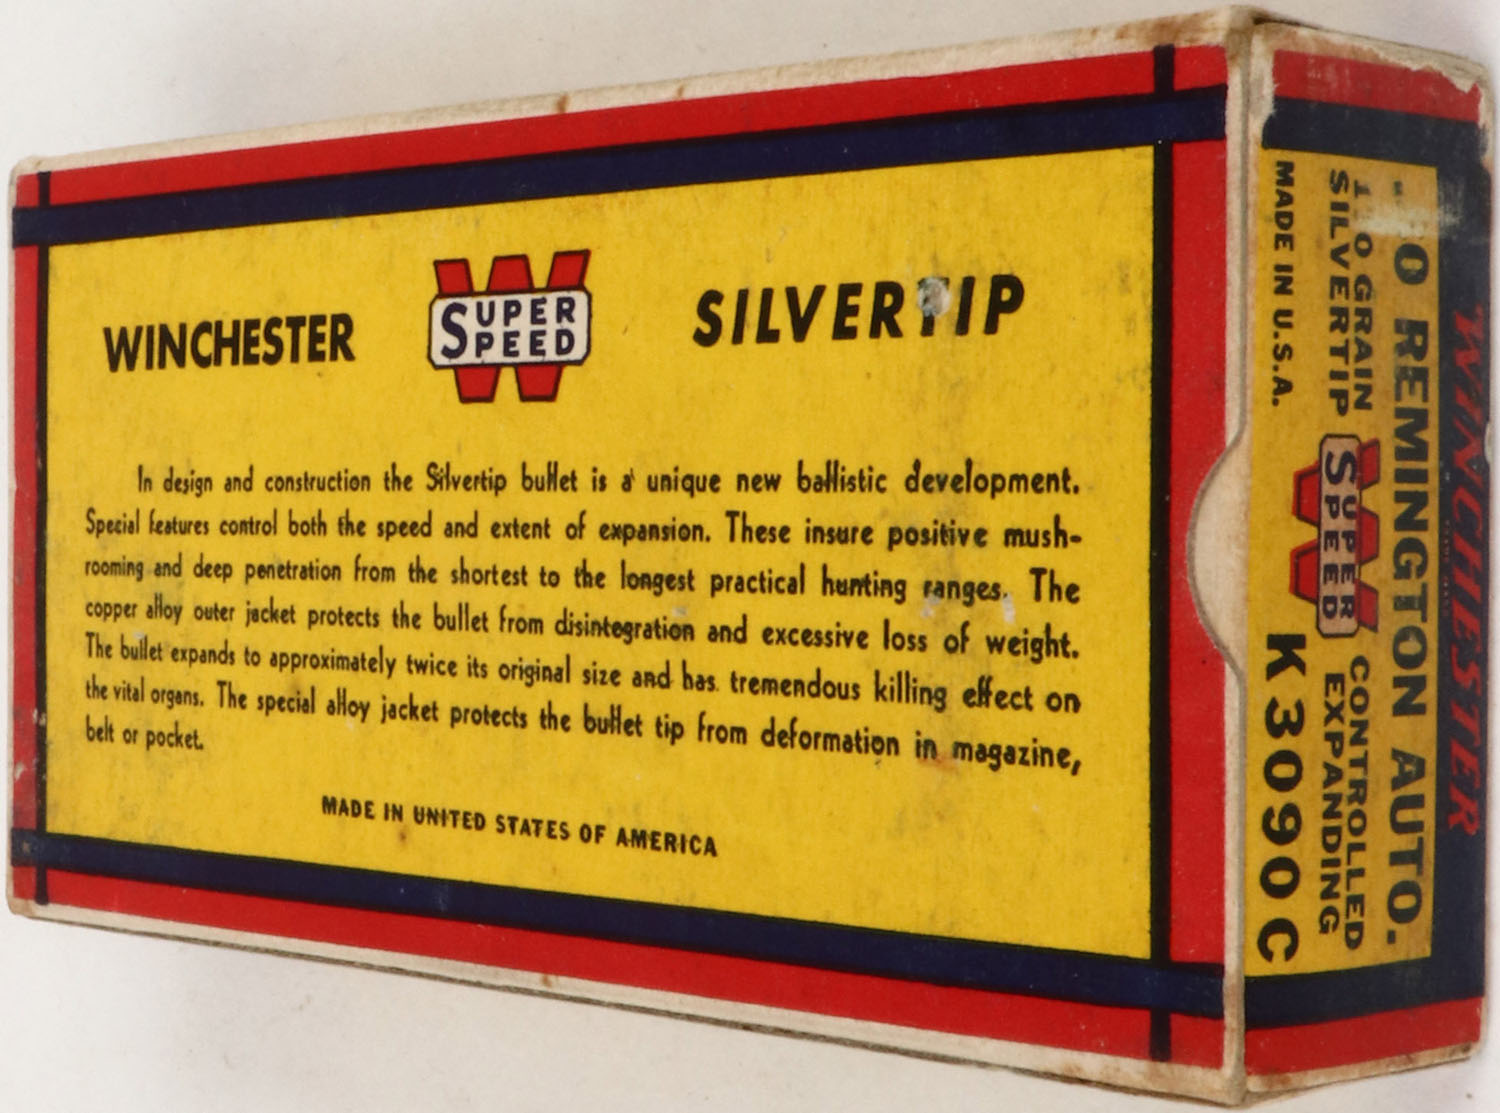 WINCHESTER
SUPER
SPEED
SILVERTIP
In design and construction the Silvertip bullet is a unique new ballistic development.
Special features control both the speed and extent of expansion. These insure positive mush-
rooming and deep penetration from the shortest to the longest practical hunting ranges. The
copper alloy outer jacket protects the bullet from disintegration and excessive loss of weight.
The bullet expands to approximately twice its original size and has tremendous killing effect on
the vital organs. The special alloy jacket protects the bullet tip from deformation in magazine,
belt or pocket.
MADE IN UNITED STATES OF AMERICA
WINCHESTER
REMINGTON AUTO.
GRAIN
SILVERTIP
SUPER
SPEED
CONTROLLED
EXPANDING
MADE IN U.S.A.
K3090C